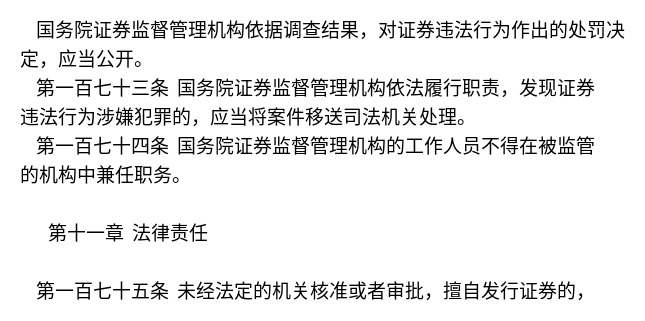 国务院证券监督管理机构依据调查结果，对证券违法行为作出的处罚决
定，应当公开。
第一百七十三条 国务院证券监督管理机构依法履行职责，发现证券
违法行为涉嫌犯罪的，应当将案件移送司法机关处理。
第一百七十四条 国务院证券监督管理机构的工作人员不得在被监管
的机构中兼任职务。
第十一章 法律责任
第一百七十五条 未经法定的机关核准或者审批，擅自发行证券的，